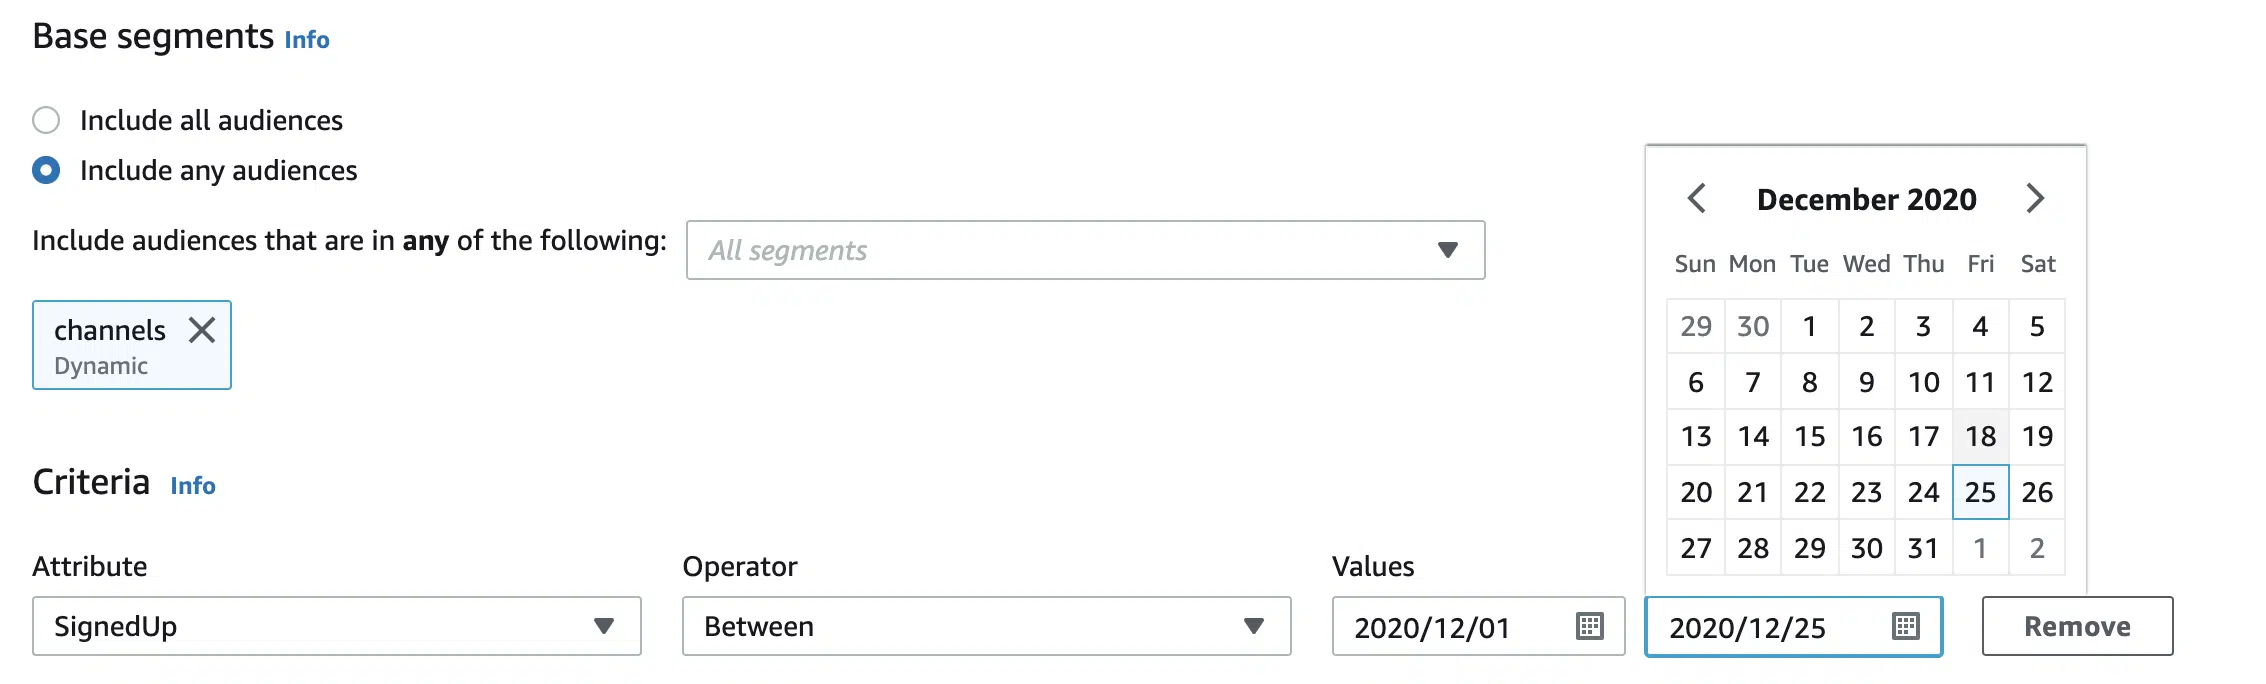 Base segments Info
Include all audiences
Include any audiences
Include audiences that are in any of the following:
All segments
channels
Dynamic
December 2020
Sun Mon Tue Wed Thu Fri Sat
29 30 1 2 3 4 5
6 7 8 9 10 11 12
13 14 15 16 17 18 19
20 21 22 23 24 25 26
27 28 29 30 31 1 2
Criteria Info
Attribute Operator Values
SignedUp Between 2020/12/01 2020/12/25 Remove